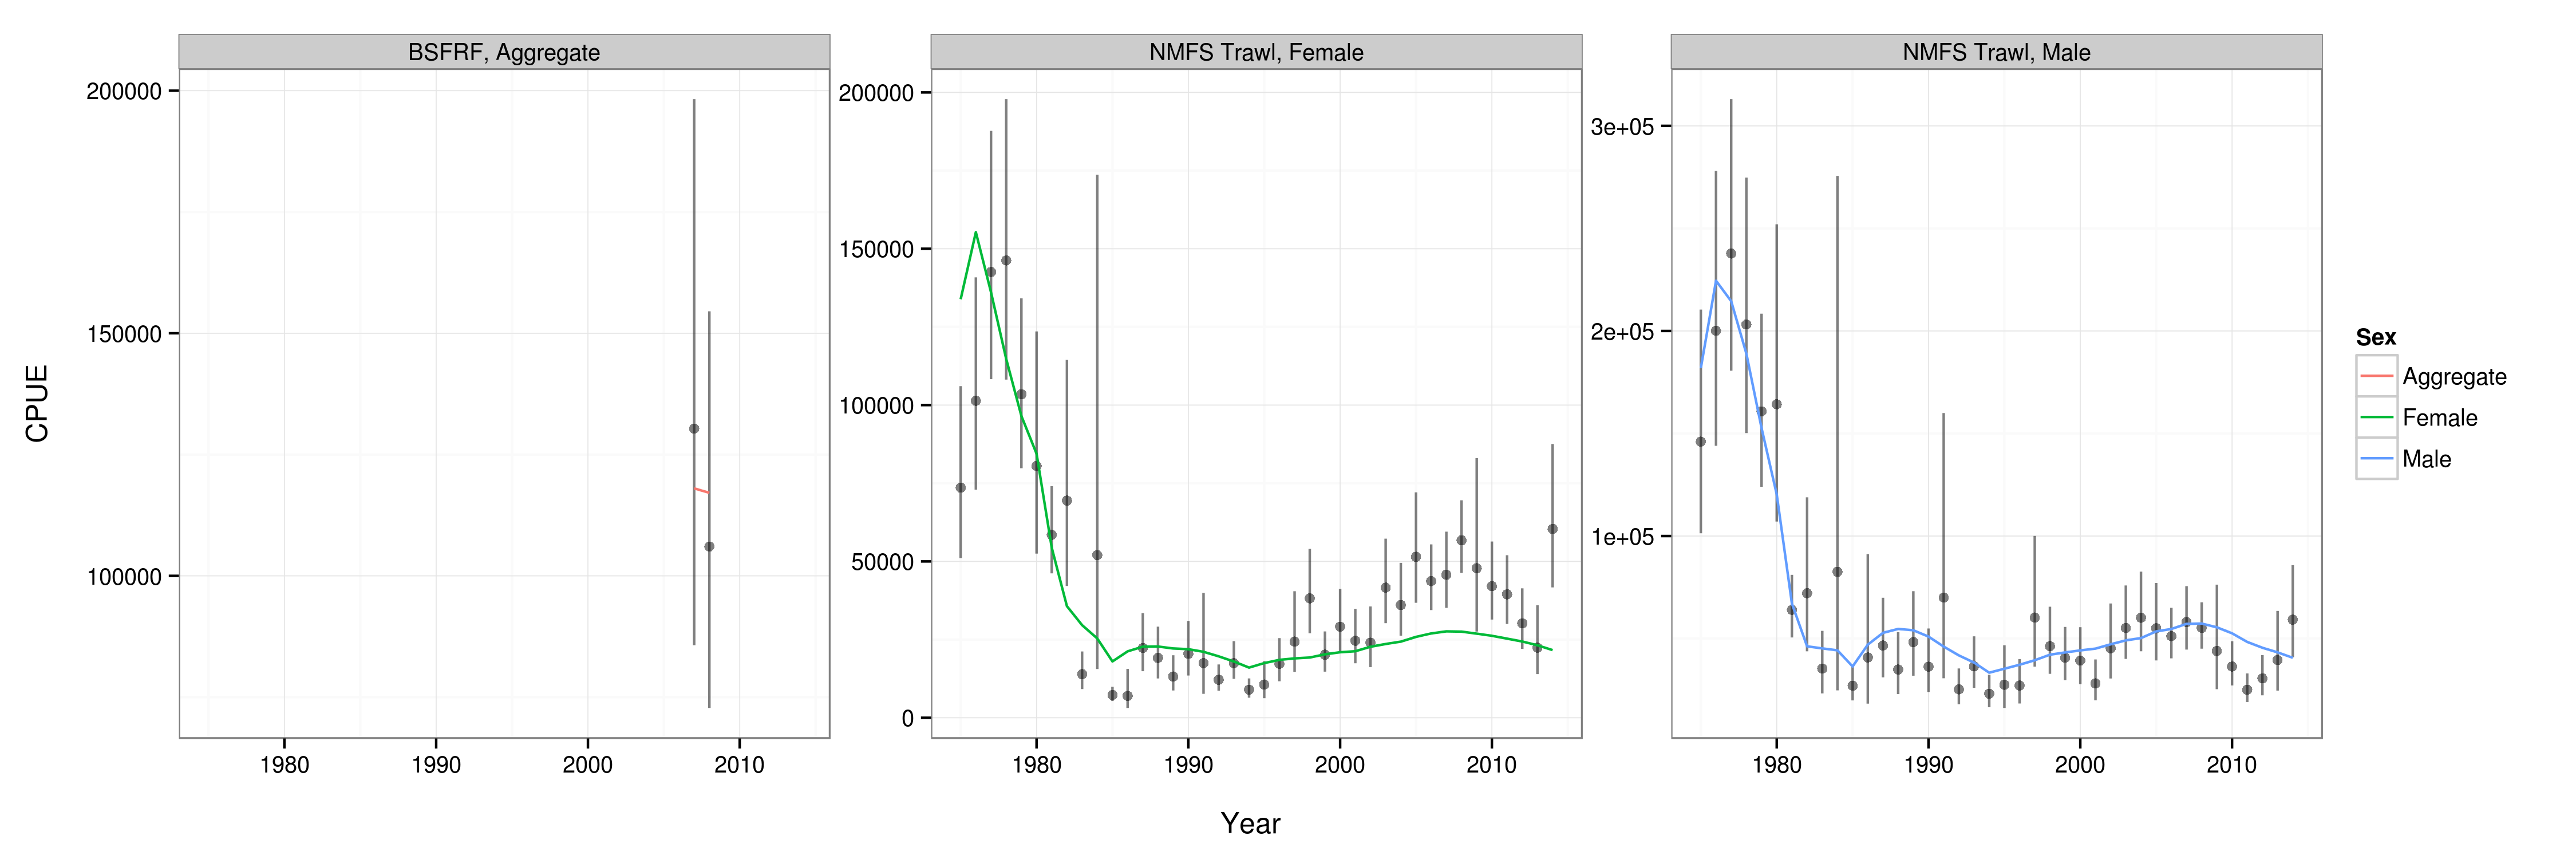 BSFRF, Aggregate
NMFS Trawl, Female
NMFS Trawl, Male
CPUE
200000
150000
100000
1980 1990 2000 2010
200000
150000
100000
50000
0
1980 1990 2000 2010
3e+05
2e+05
1e+05
1980 1990 2000 2010
Year
Sex
Aggregate
Female
Male